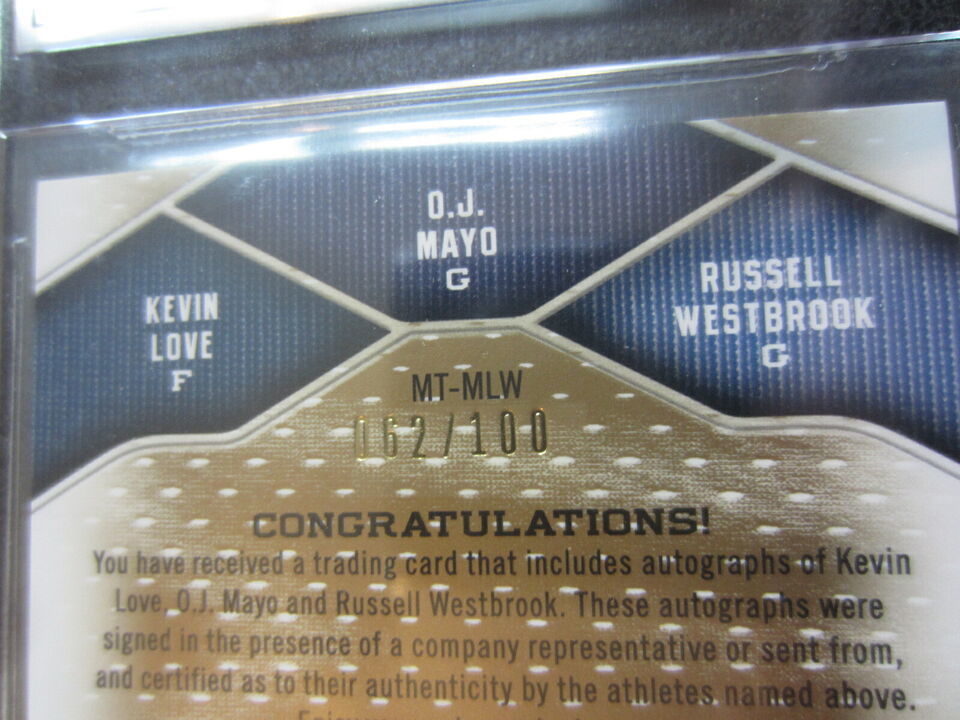 O.J.
MAYO
G
KEVIN
LOVE
F
RUSSELL
WESTBROOK
G
MT-MLW
062/100
CONGRATULATIONS!
You have received a trading card that includes autographs of Kevin
Love, O.J. Mayo and Russell Westbrook. These autographs were
signed in the presence of a company representative or sent from,
and certified as to their authenticity by the athletes named above.